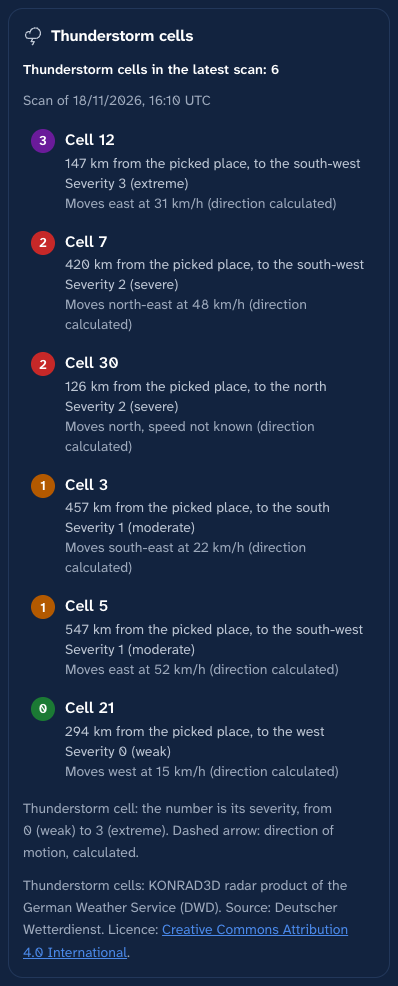 Thunderstorm cells
Thunderstorm cells in the latest scan: 6
Scan of 18/11/2026, 16:10 UTC
3 Cell 12
147 km from the picked place, to the south-west
Severity 3 (extreme)
Moves east at 31 km/h (direction calculated)
2 Cell 7
420 km from the picked place, to the south-west
Severity 2 (severe)
Moves north-east at 48 km/h (direction
calculated)
2 Cell 30
126 km from the picked place, to the north
Severity 2 (severe)
Moves north, speed not known (direction
calculated)
1 Cell 3
457 km from the picked place, to the south
Severity 1 (moderate)
Moves south-east at 22 km/h (direction
calculated)
1 Cell 5
547 km from the picked place, to the south-west
Severity 1 (moderate)
Moves east at 52 km/h (direction calculated)
0 Cell 21
294 km from the picked place, to the west
Severity 0 (weak)
Moves west at 15 km/h (direction calculated)
Thunderstorm cell: the number is its severity, from
0 (weak) to 3 (extreme). Dashed arrow: direction of
motion, calculated.
Thunderstorm cells: KONRAD3D radar product of the
German Weather Service (DWD). Source: Deutscher
Wetterdienst. Licence: Creative Commons Attribution
4.0 International.